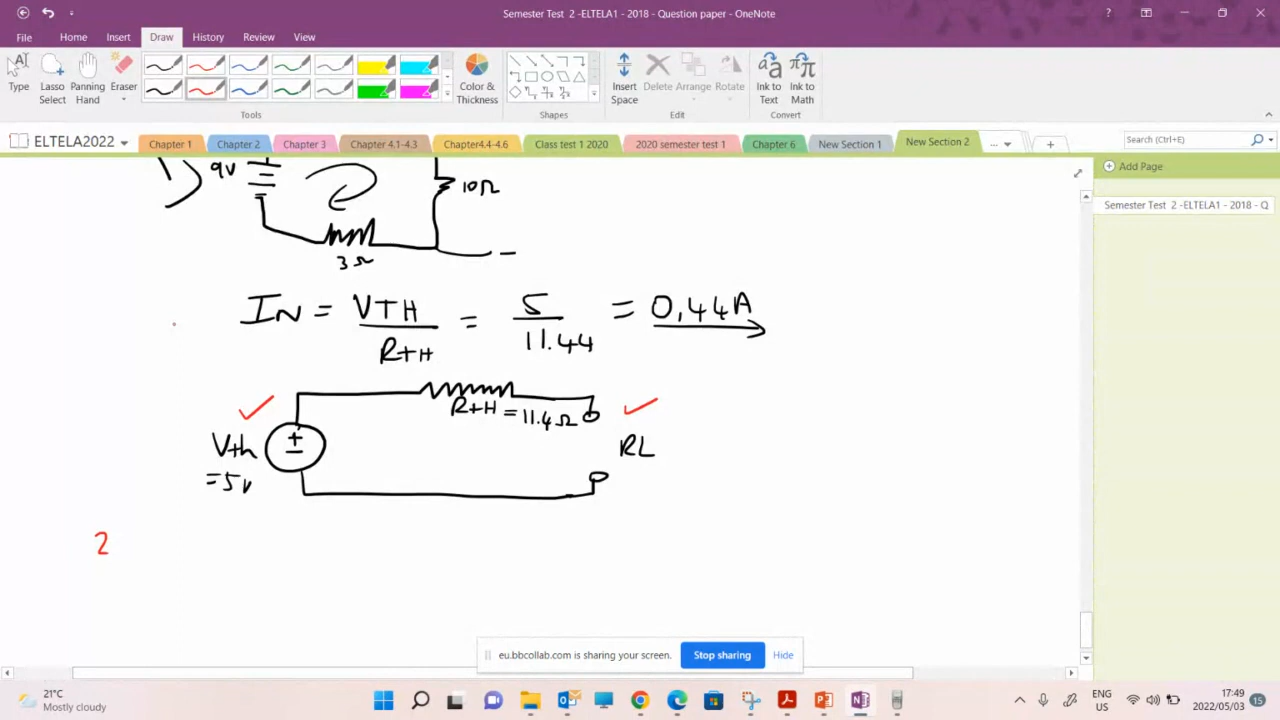 Semester Test 2 -ELTELA1 - 2018 - Question paper - OneNote
File Home Insert Draw History Review View
Type
Lasso Select
Panning Hand
Eraser
Color & Thickness
Insert Space
Delete
Arrange
Rotate
Ink to Text
Ink to Math
Tools
Shapes
Edit
Convert
ELTELA2022
Chapter 1 Chapter 2 Chapter 3 Chapter 4.1-4.3 Chapter4.4-4.6 Class test 1 2020 2020 semester test 1 Chapter 6 New Section 1 New Section 2 ...
Search (Ctrl+E)
Add Page
Semester Test 2 -ELTELA1 - 2018 - Q
1) 9V
10Ω
3Ω
IN = VTH / RTH = 5 / 11.44 = 0,44A
RTH = 11.4Ω
Vth = 5V
RL
2
eu.bbcollab.com is sharing your screen. Stop sharing Hide
21°C
Mostly cloudy
ENG
UK
17:49
2022/05/03
15